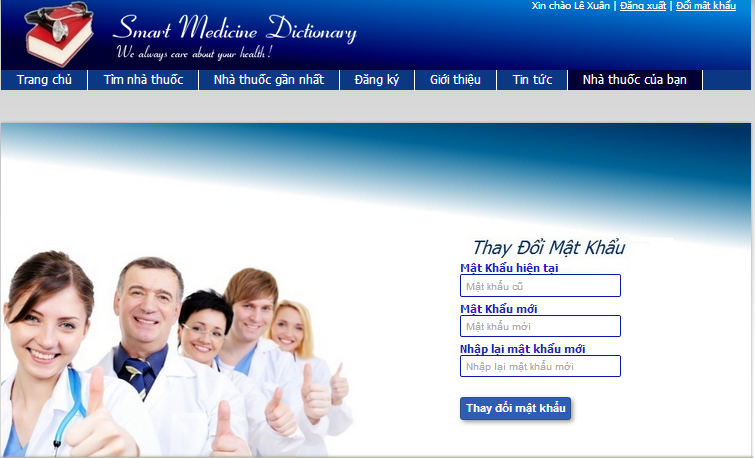 Xin chào Lê Xuân | Đăng xuất | Đổi mật khẩu
Smart Medicine Dictionary
We always care about your health !
Trang chủ Tìm nhà thuốc Nhà thuốc gần nhất Đăng ký Giới thiệu Tin tức Nhà thuốc của bạn
Thay Đổi Mật Khẩu
Mật Khẩu hiện tại
Mật khẩu cũ
Mật Khẩu mới
Mật khẩu mới
Nhập lại mật khẩu mới
Nhập lại mật khẩu mới
Thay đổi mật khẩu